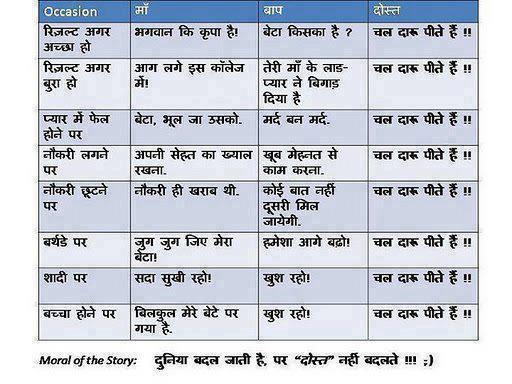 Occasion माँ बाप दोस्त
रिज़ल्ट अगर अच्छा हो भगवान कि कृपा है! बेटा किसका है ? चल दारू पीते हैं !!
रिज़ल्ट अगर बुरा हो आग लगे इस कॉलेज में! तेरी माँ के लाड-प्यार ने बिगाड़ दिया है चल दारू पीते हैं !!
प्यार में फेल होने पर बेटा, भूल जा उसको. मर्द बन मर्द. चल दारू पीते हैं !!
नौकरी लगने पर अपनी सेहत का ख्याल रखना. खूब मेहनत से काम करना. चल दारू पीते हैं !!
नौकरी छूटने पर नौकरी ही खराब थी. कोई बात नहीं दूसरी मिल जायेगी. चल दारू पीते हैं !!
बर्थडे पर जुग जुग जिए मेरा बेटा! हमेशा आगे बढ़ो! चल दारू पीते हैं !!
शादी पर सदा सुखी रहो! खुश रहो! चल दारू पीते हैं !!
बच्चा होने पर बिलकुल मेरे बेटे पर गया है. खुश रहो! चल दारू पीते हैं !!
Moral of the Story: दुनिया बदल जाती है, पर “दोस्त” नहीं बदलते !!! ;)